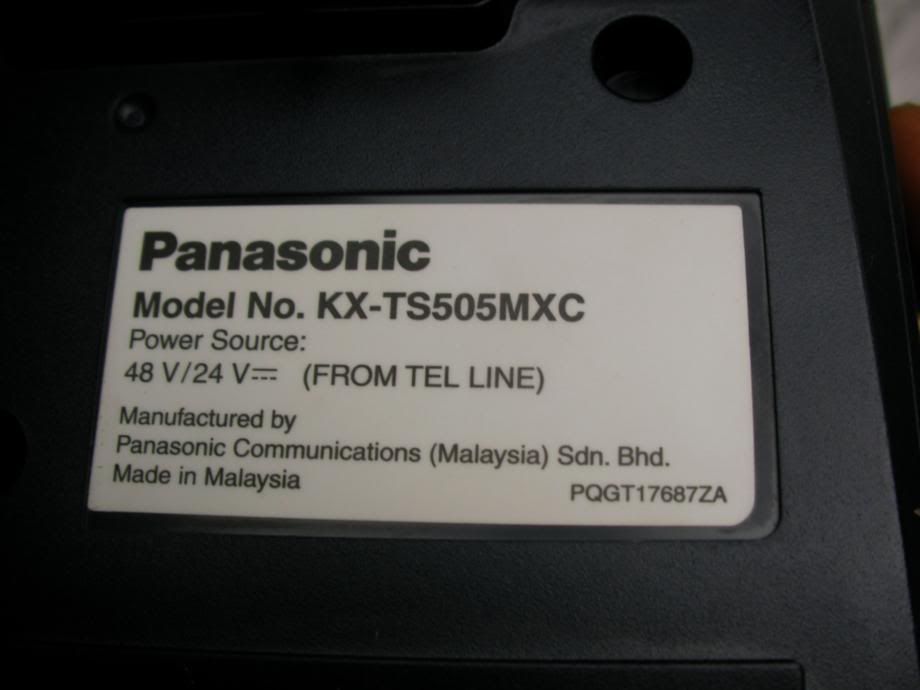 Panasonic
Model No. KX-TS505MXC
Power Source:
48 V/24 V⎓ (FROM TEL LINE)
Manufactured by
Panasonic Communications (Malaysia) Sdn. Bhd.
Made in Malaysia
PQGT17687ZA